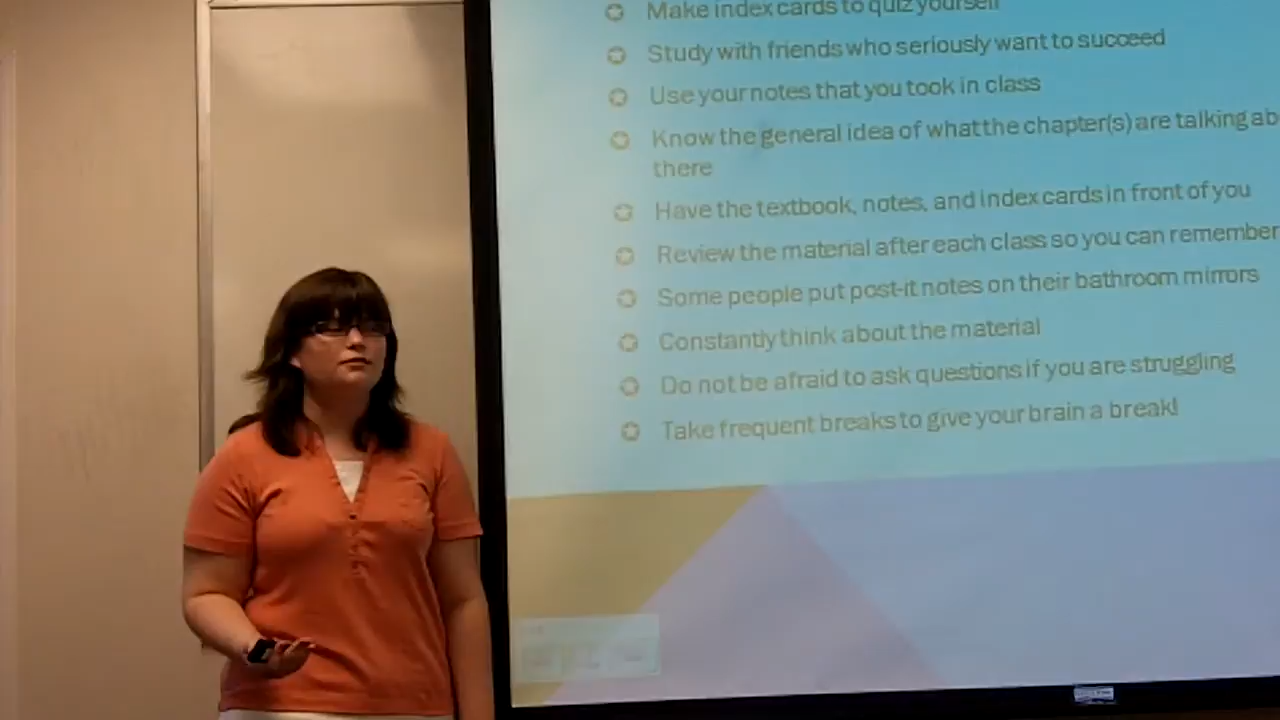 Make index cards to quiz yourself
Study with friends who seriously want to succeed
Use your notes that you took in class
Know the general idea of what the chapter(s) are talking ab
there
Have the textbook, notes, and index cards in front of you
Review the material after each class so you can remember
Some people put post-it notes on their bathroom mirrors
Constantly think about the material
Do not be afraid to ask questions if you are struggling
Take frequent breaks to give your brain a break!